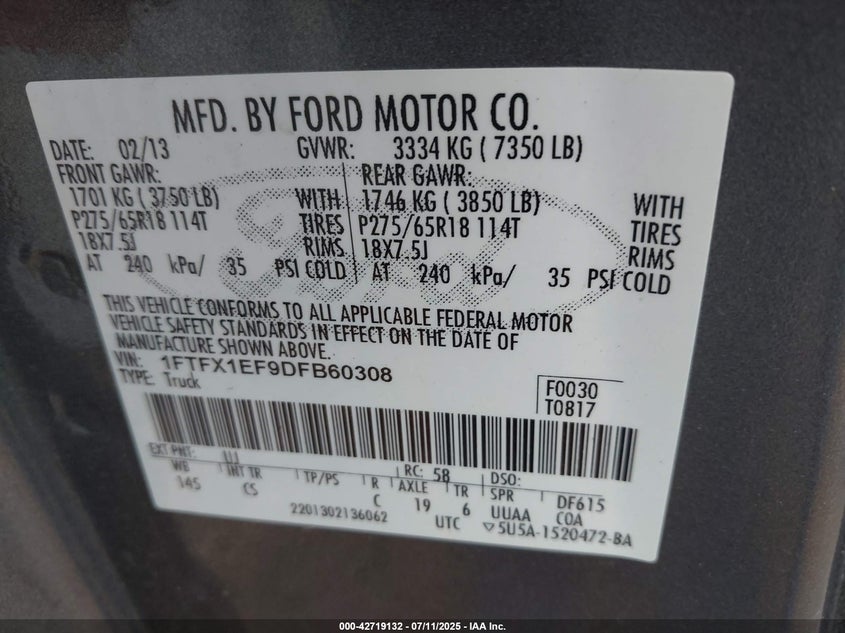 MFD. BY FORD MOTOR CO.
DATE: 02/13 GVWR: 3334 KG ( 7350 LB)
FRONT GAWR: REAR GAWR:
1701 KG ( 3750 LB) WITH 1746 KG ( 3850 LB) WITH
P275/65R18 114T TIRES P275/65R18 114T TIRES
18X7.5J RIMS 18X7.5J RIMS
AT 240 kPa/ 35 PSI COLD AT 240 kPa/ 35 PSI COLD
Ford
THIS VEHICLE CONFORMS TO ALL APPLICABLE FEDERAL MOTOR
VEHICLE SAFETY STANDARDS IN EFFECT ON THE DATE OF
MANUFACTURE SHOWN ABOVE.
VIN: 1FTFX1EF9DFB60308
TYPE: Truck
F0030
T0817
EXT PNT: UJ RC: 5B DSO:
WB INT TR TP/PS R AXLE TR SPR DF615
145 CS C 19 6 UUAA COA
2201302136062 UTC ▽5U5A-1520472-BA
000-42719132 - 07/11/2025 - IAA Inc.